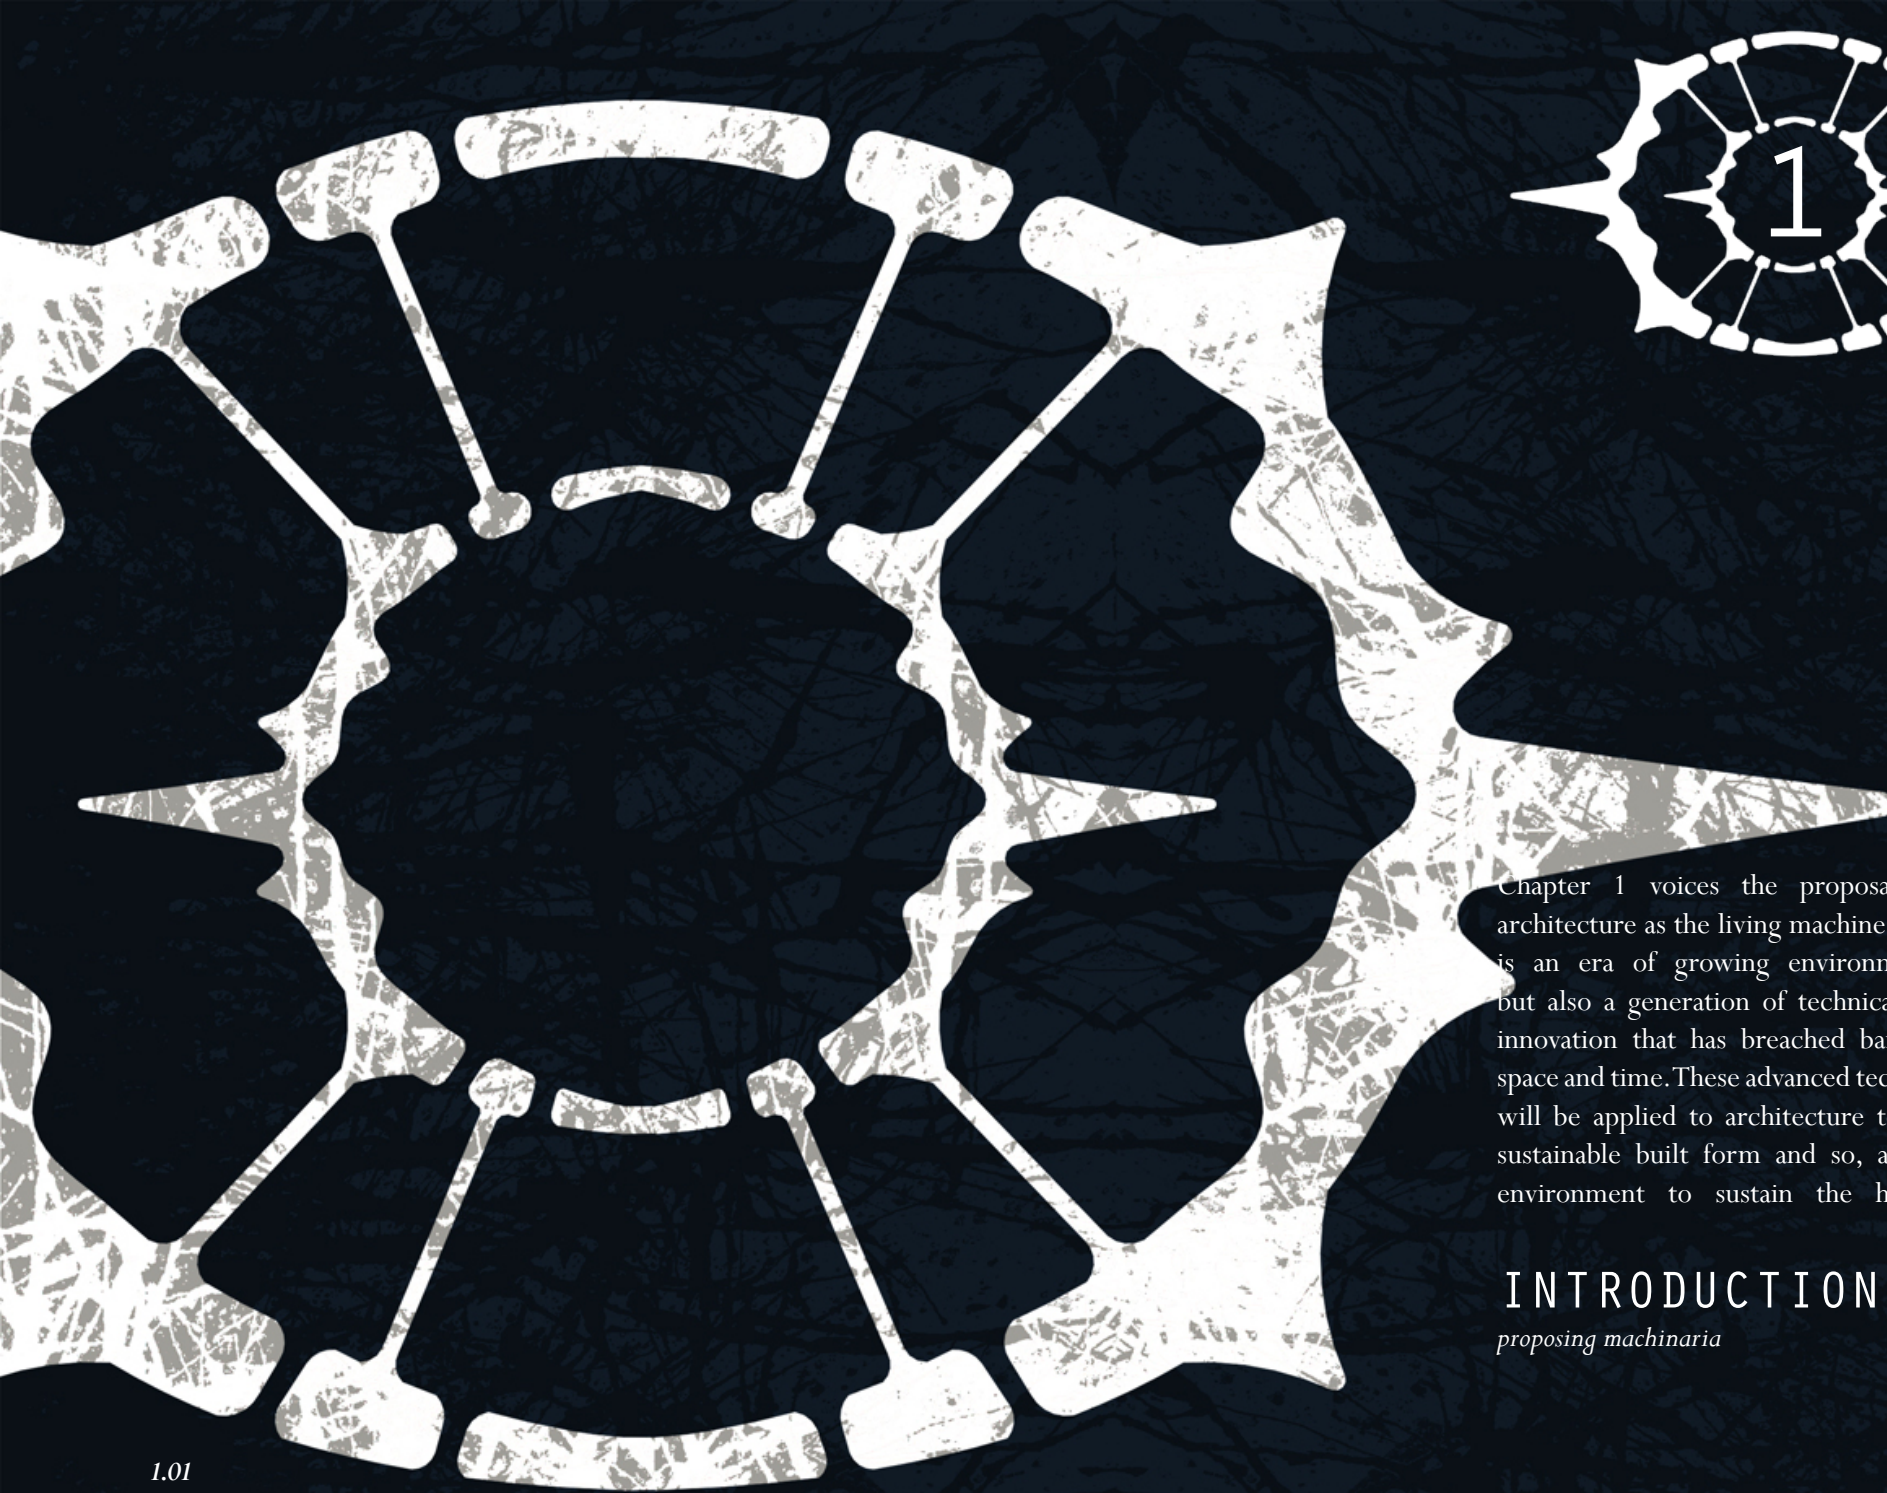 1
Chapter 1 voices the proposa
architecture as the living machine
is an era of growing environ
but also a generation of technica
innovation that has breached ba
space and time. These advanced tec
will be applied to architecture t
sustainable built form and so, a
environment to sustain the h
INTRODUCTION
proposing machinaria
1.01